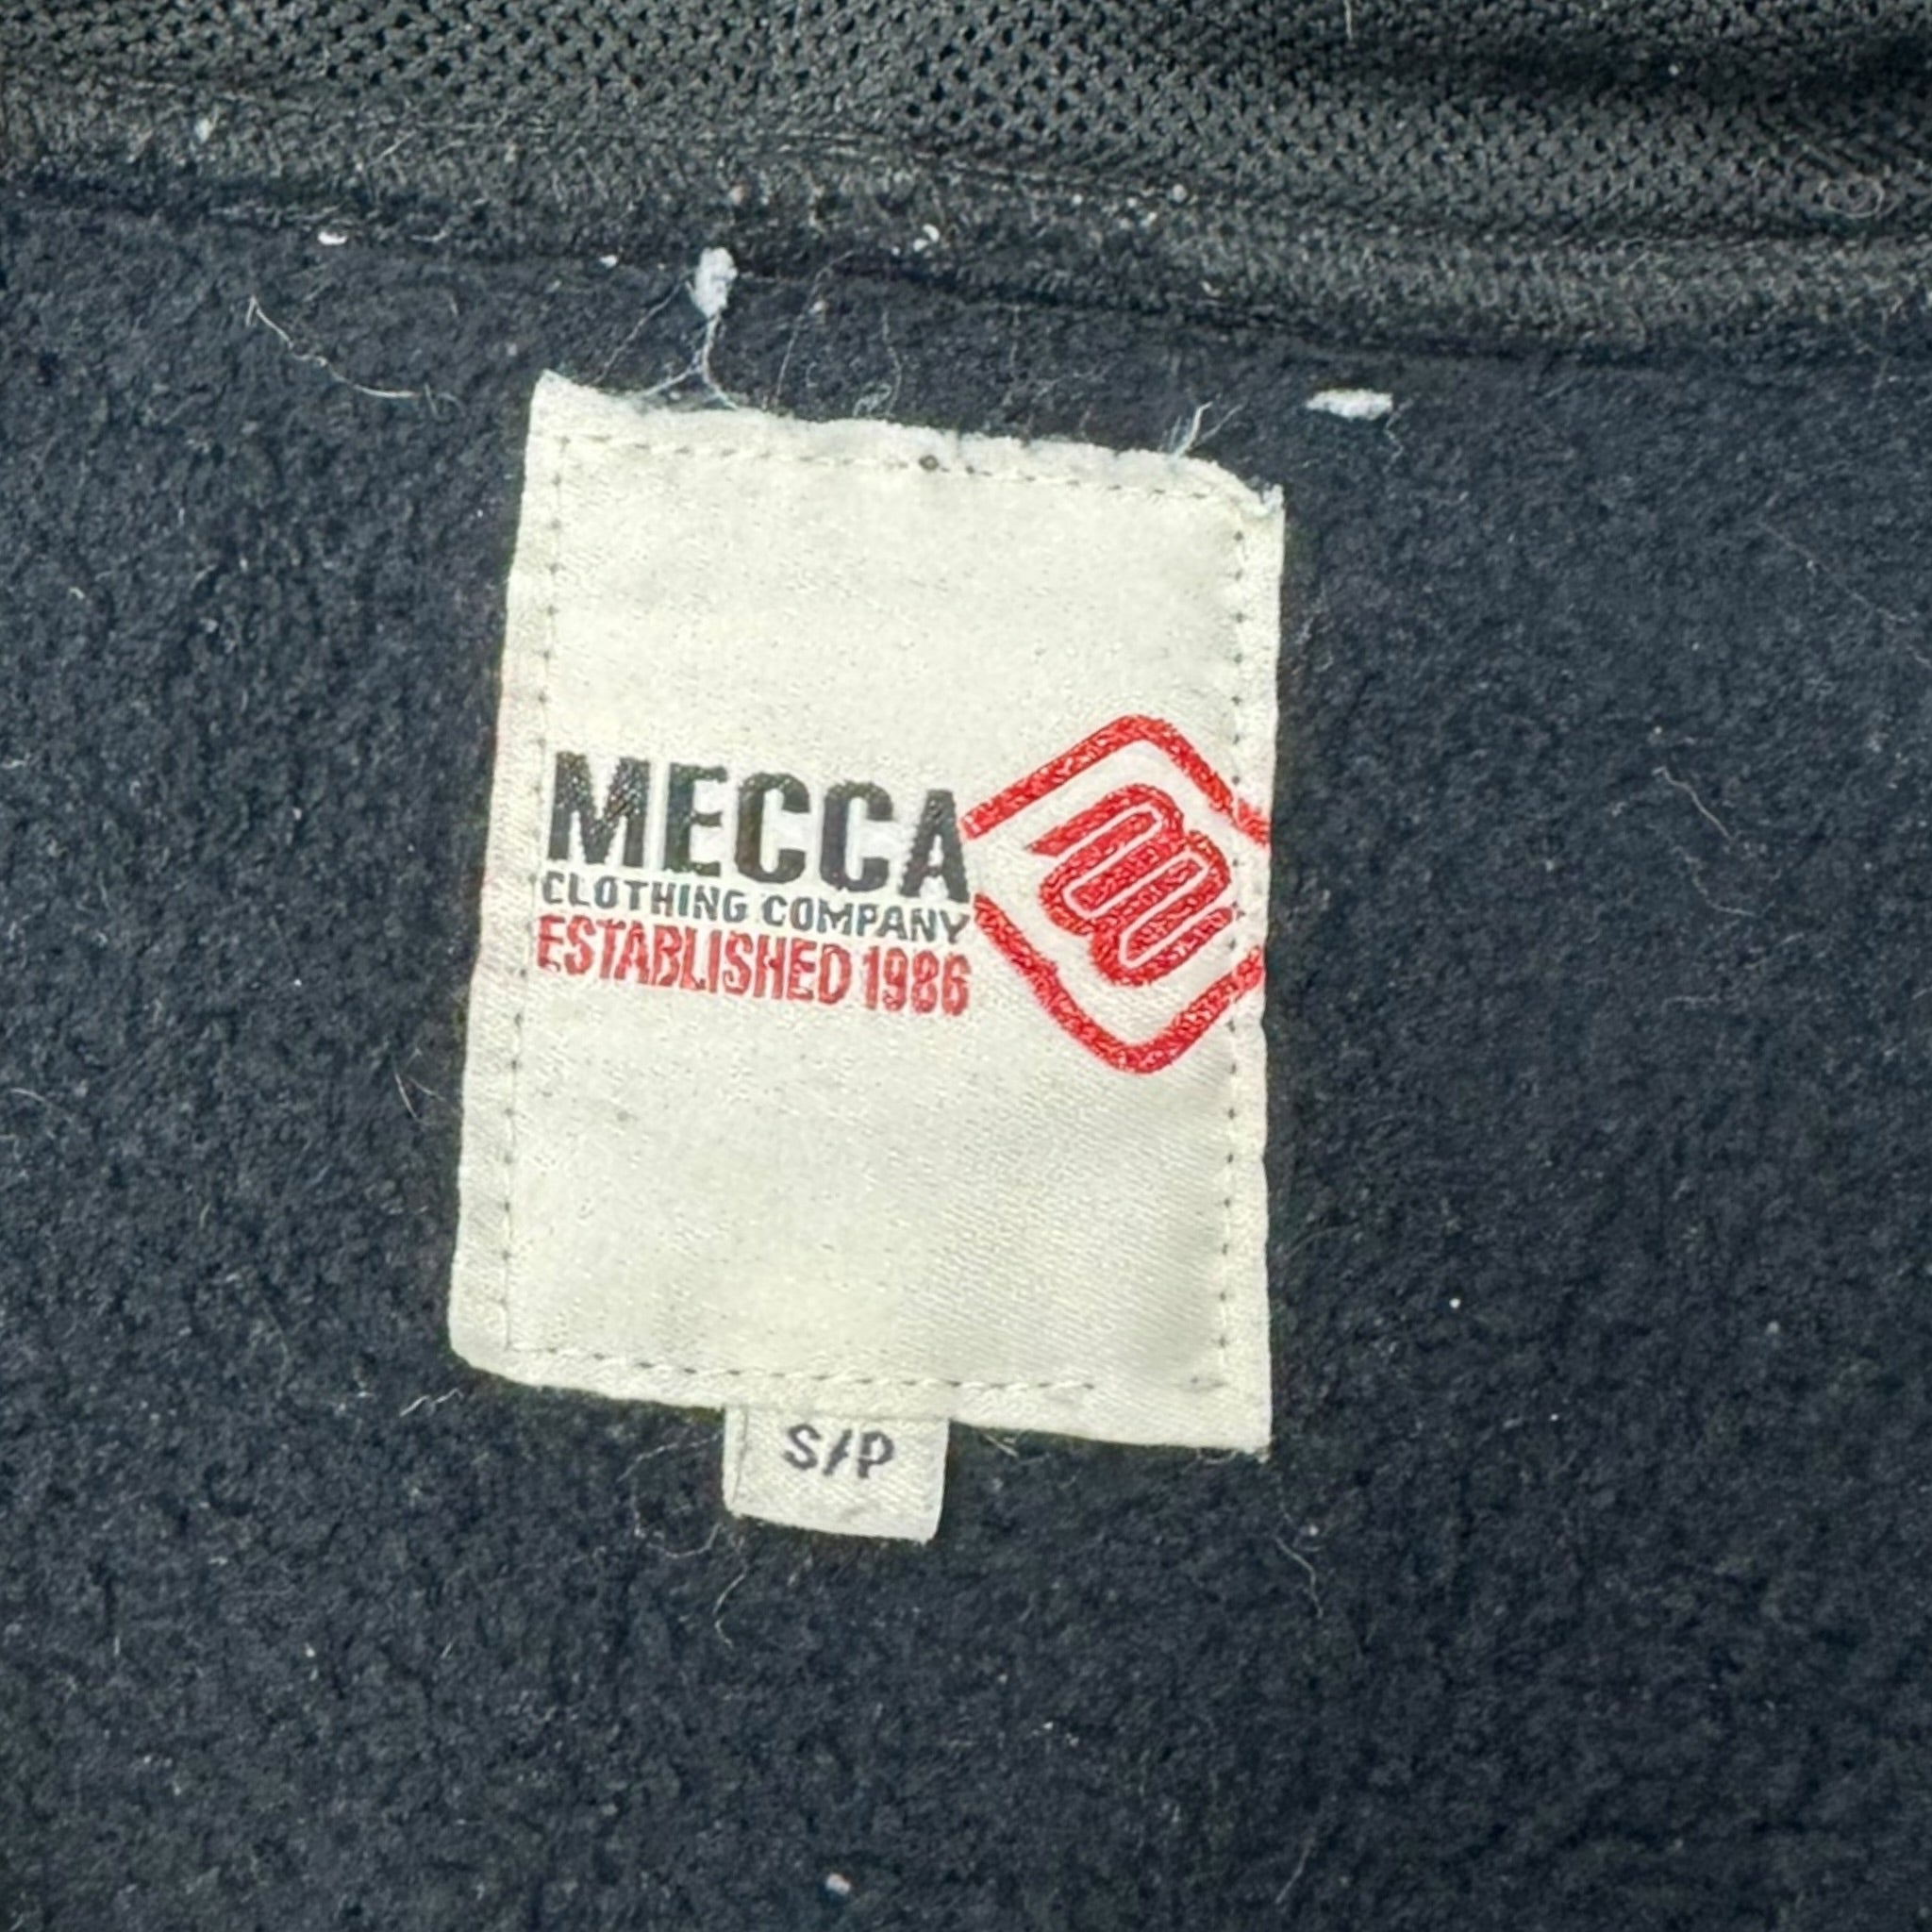 MECCA
CLOTHING COMPANY
ESTABLISHED 1986
S/P